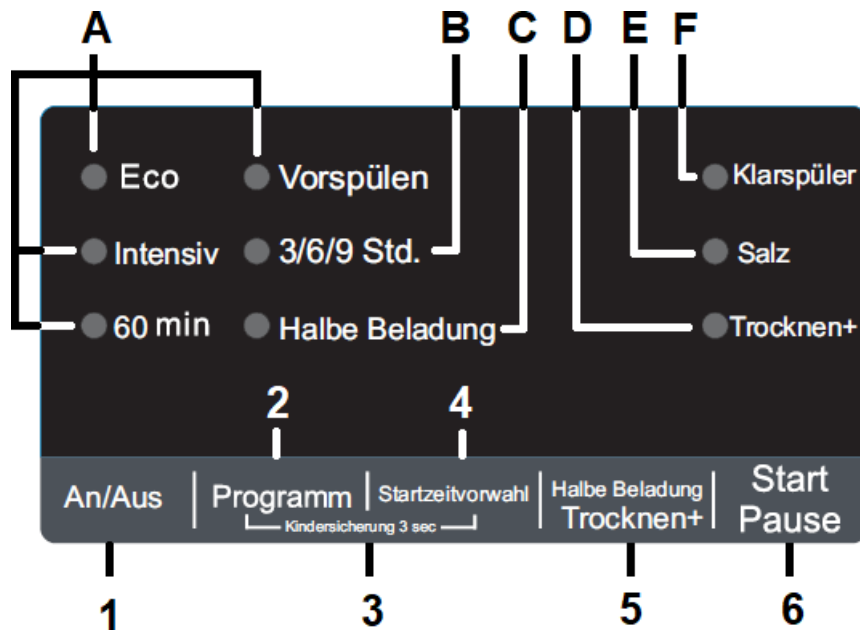 A B C D E F
Eco Vorspülen Klarspüler
Intensiv 3/6/9 Std. Salz
60 min Halbe Beladung Trocknen+
2 4
An/Aus Programm Startzeitvorwahl Halbe Beladung Start
Kindersicherung 3 sec Trocknen+ Pause
1 3 5 6